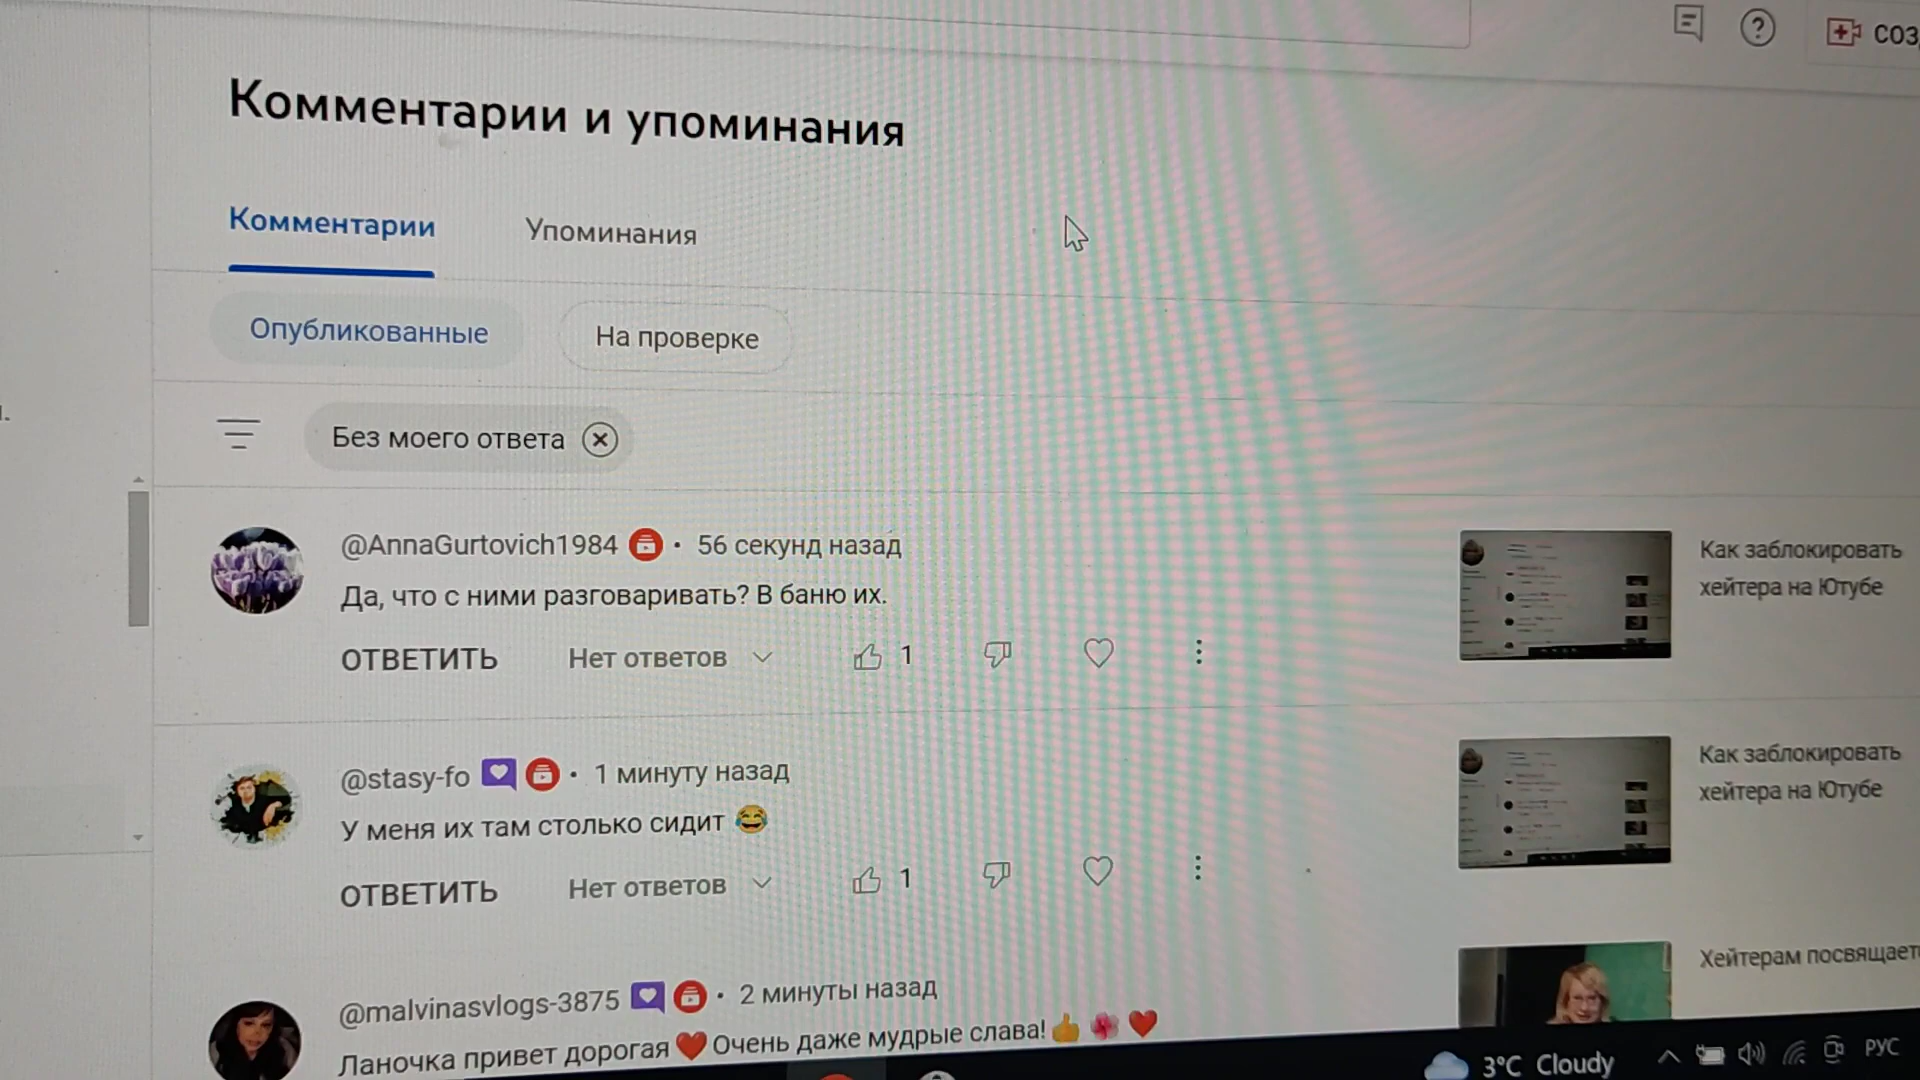 СОЗ
Комментарии и упоминания
Комментарии
Упоминания
Опубликованные
На проверке
Без моего ответа
@AnnaGurtovich1984 • 56 секунд назад
Да, что с ними разговаривать? В баню их.
ОТВЕТИТЬ
Нет ответов
1
Как заблокировать
хейтера на Ютубе
@stasy-fo • 1 минуту назад
У меня их там столько сидит 😂
ОТВЕТИТЬ
Нет ответов
1
Как заблокировать
хейтера на Ютубе
@malvinasvlogs-3875 • 2 минуты назад
Ланочка привет дорогая ❤️ Очень даже мудрые слава! 👍 🌺 ❤️
Хейтерам посвящает
3°C Cloudy
РУС